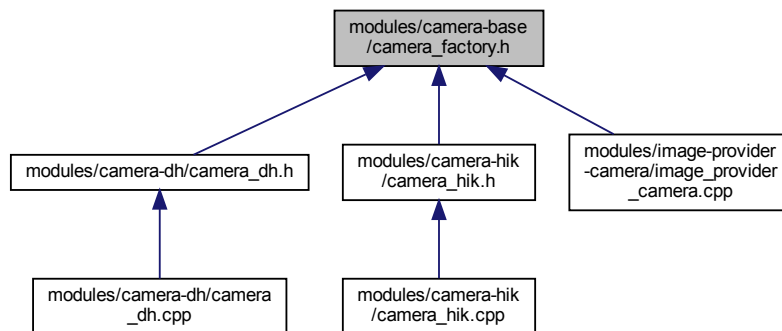 modules/camera-base
/camera_factory.h
modules/camera-dh/camera_dh.h
modules/camera-hik
/camera_hik.h
modules/image-provider
-camera/image_provider
_camera.cpp
modules/camera-dh/camera
_dh.cpp
modules/camera-hik
/camera_hik.cpp